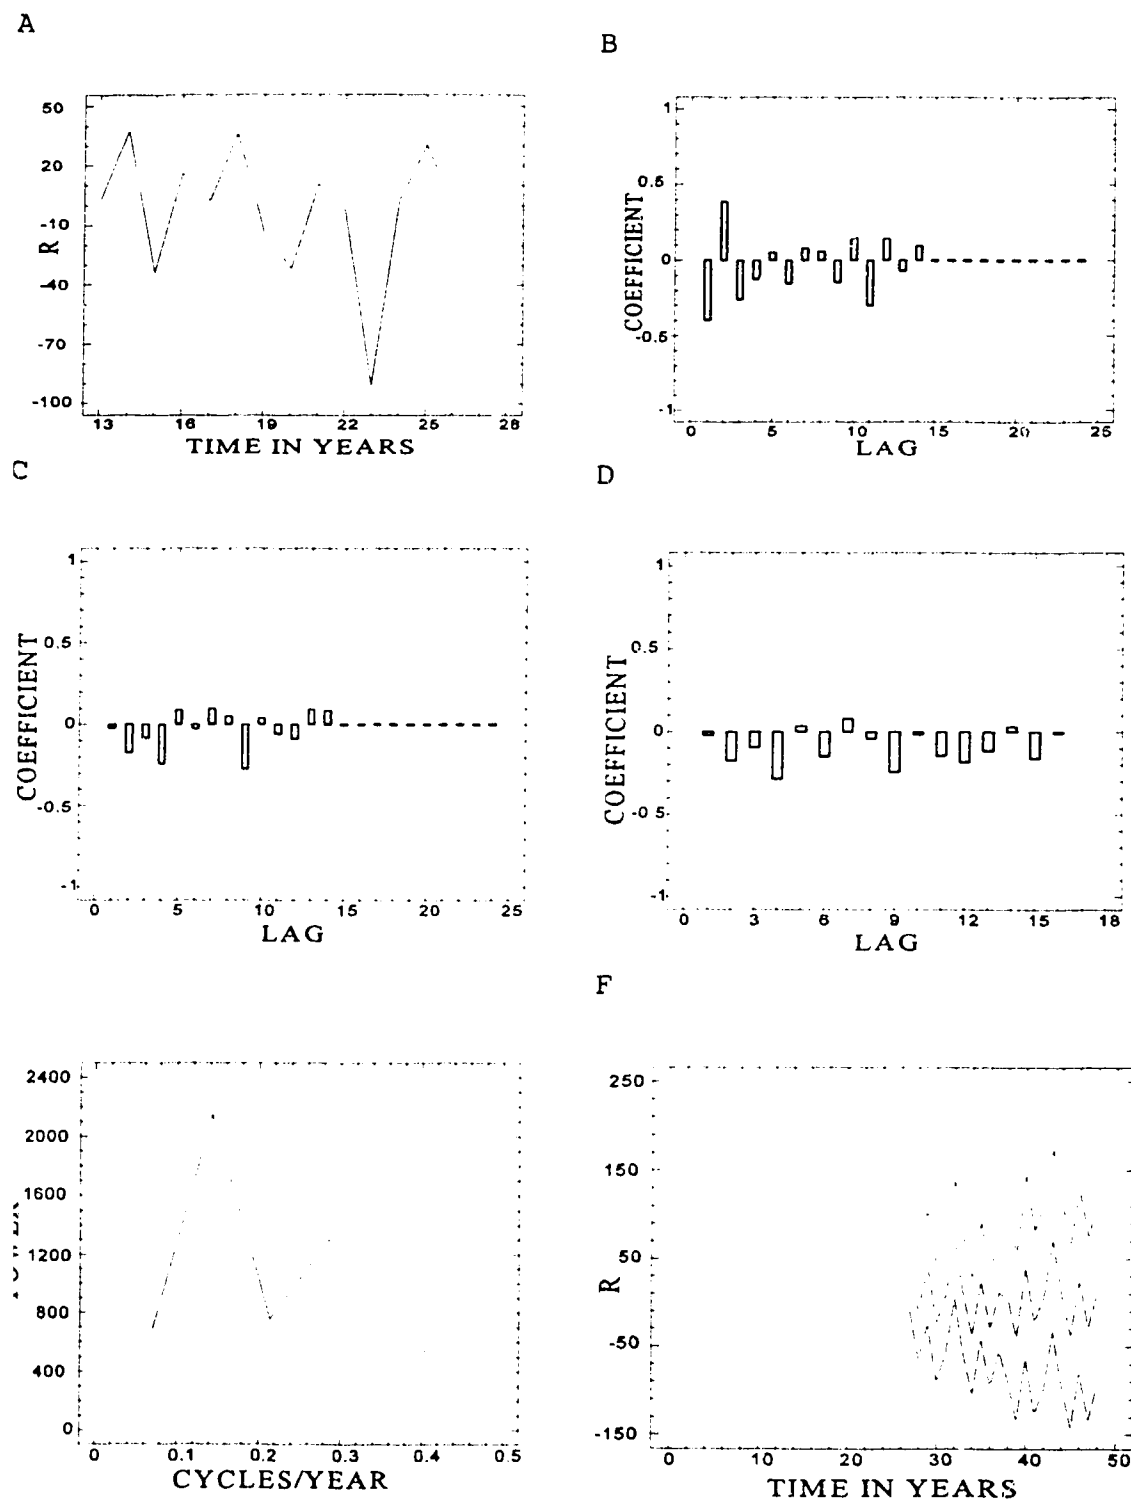 A
B
50
20
-10
-40
-70
-100
R
13 16 19 22 25 28
TIME IN YEARS
1
0.5
0
-0.5
-1
COEFFICIENT
0 5 10 15 20 25
LAG
C
D
1
0.5
0
-0.5
-1
COEFFICIENT
0 5 10 15 20 25
LAG
1
0.5
0
-0.5
-1
COEFFICIENT
0 3 6 9 12 15 18
LAG
F
2400
2000
1600
1200
800
400
0
0 0.1 0.2 0.3 0.4 0.5
CYCLES/YEAR
250
150
50
-50
-150
R
0 10 20 30 40 50
TIME IN YEARS